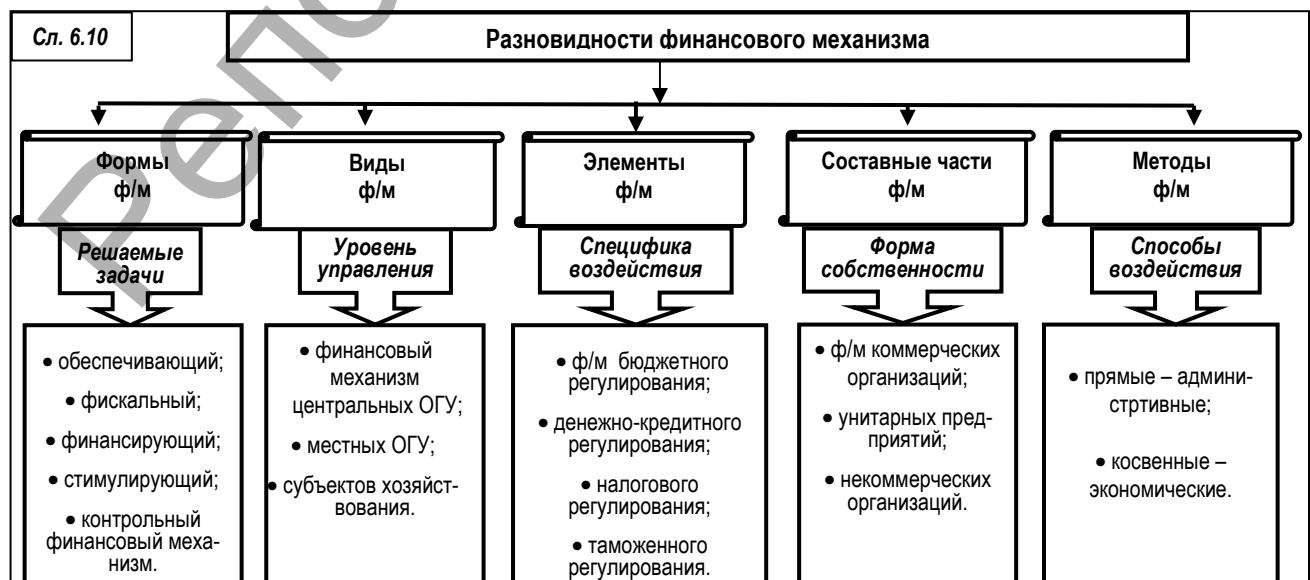 Сл. 6.10
Разновидности финансового механизма
Формы
ф/м
Решаемые
задачи
• обеспечивающий;
• фискальный;
• финансирующий;
• стимулирующий;
• контрольный
финансовый меха-
низм.
Виды
ф/м
Уровень
управления
• финансовый
механизм
центральных ОГУ;
• местных ОГУ;
• субъектов хозяйст-
вования.
Элементы
ф/м
Специфика
воздействия
• ф/м бюджетного
регулирования;
• денежно-кредитного
регулирования;
• налогового
регулирования;
• таможенного
регулирования.
Составные части
ф/м
Форма
собственности
• ф/м коммерческих
организаций;
• унитарных пред-
приятий;
• некоммерческих
организаций.
Методы
ф/м
Способы
воздействия
• прямые – админи-
стртивные;
• косвенные –
экономические.
Репо